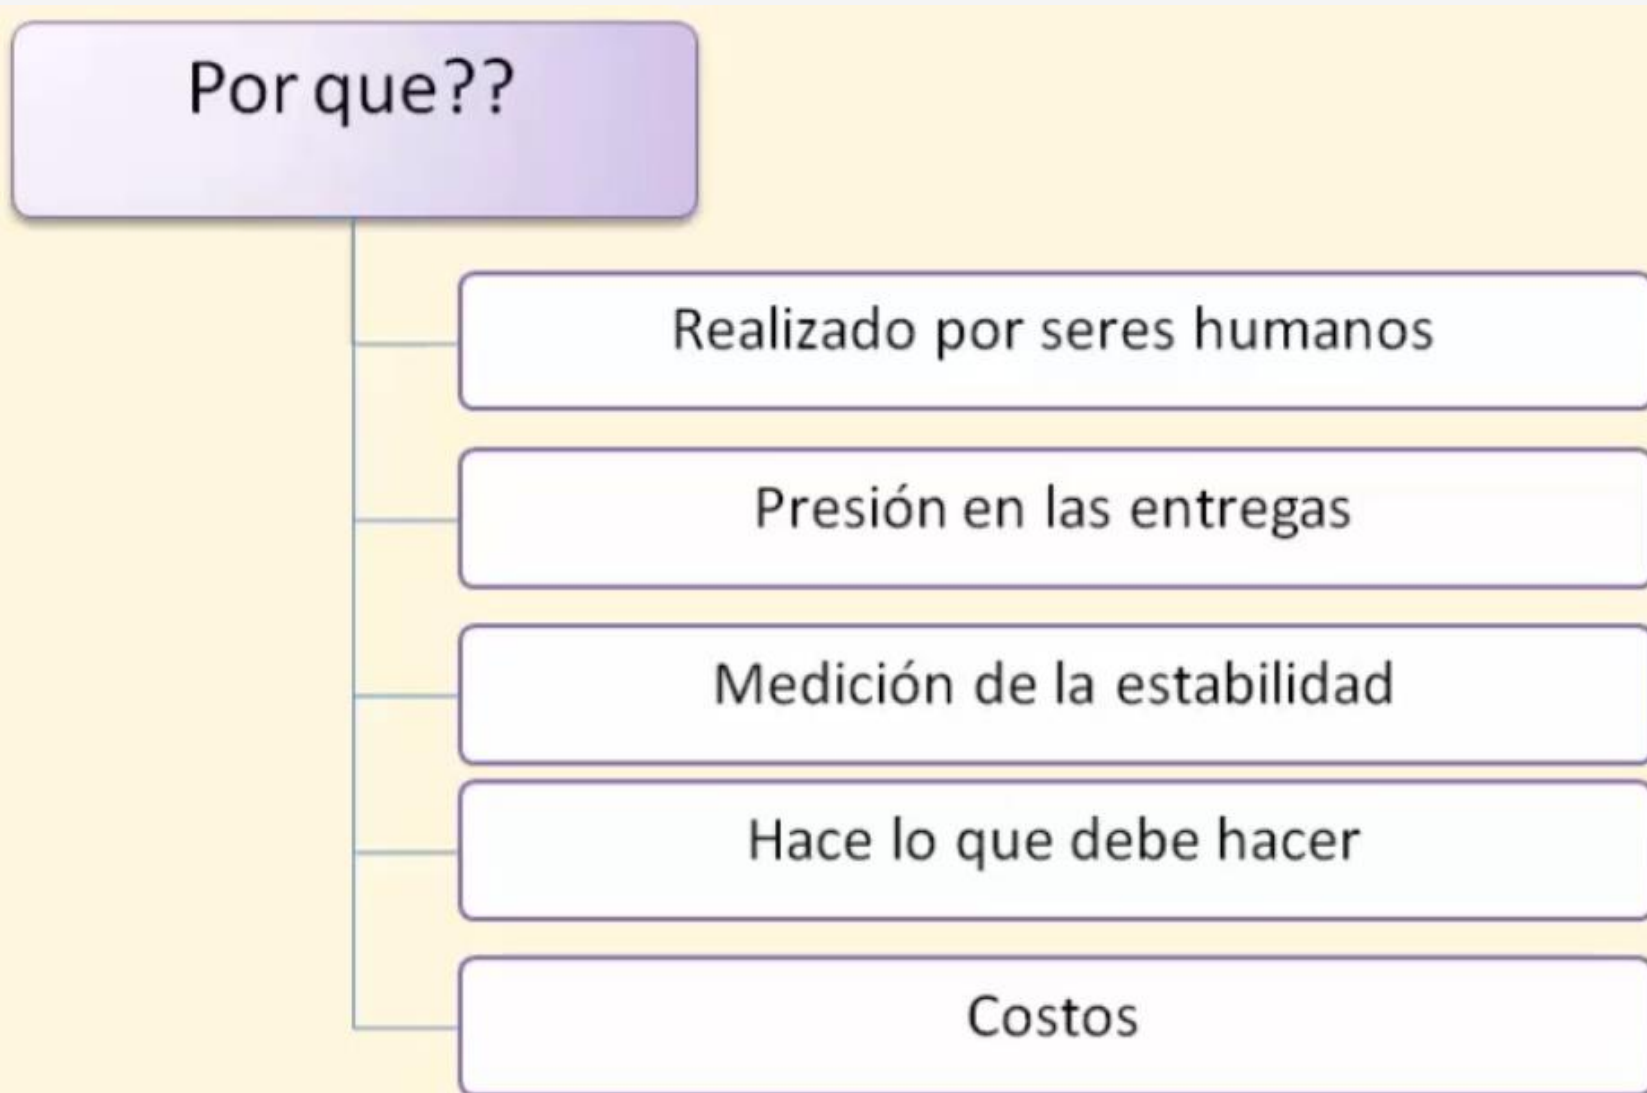 Por que??
Realizado por seres humanos
Presión en las entregas
Medición de la estabilidad
Hace lo que debe hacer
Costos